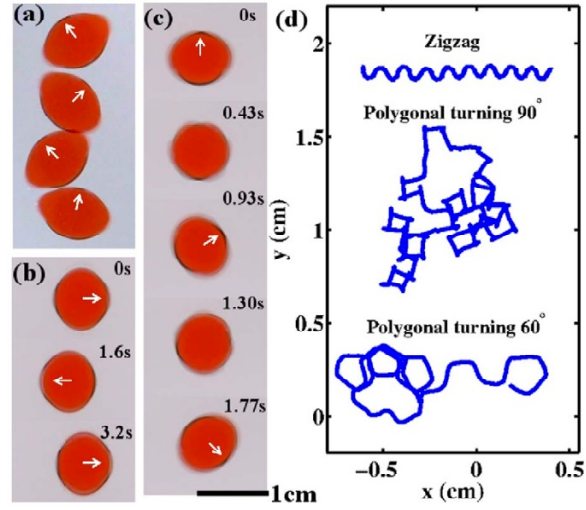 (a)
(b)
0s
1.6s
3.2s
(c)
0s
0.43s
0.93s
1.30s
1.77s
1cm
(d)
2
1.5
1
0.5
0
y (cm)
Zigzag
Polygonal turning 90°
Polygonal turning 60°
−0.5
0
0.5
x (cm)